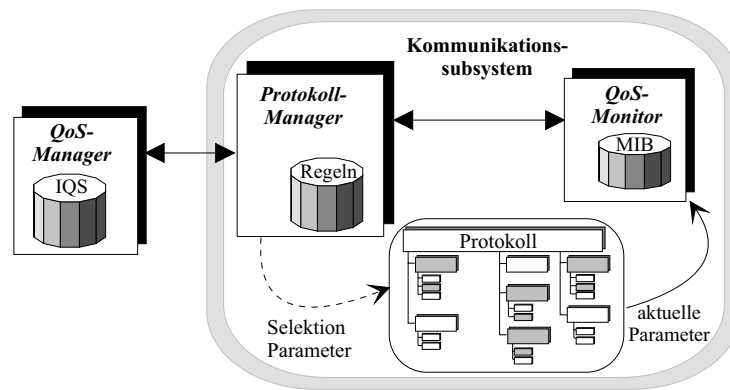 Kommunikations-
subsystem
Protokoll-
Manager
QoS-
Monitor
QoS-
Manager
MIB
Regeln
IQS
Protokoll
Selektion
Parameter
aktuelle
Parameter